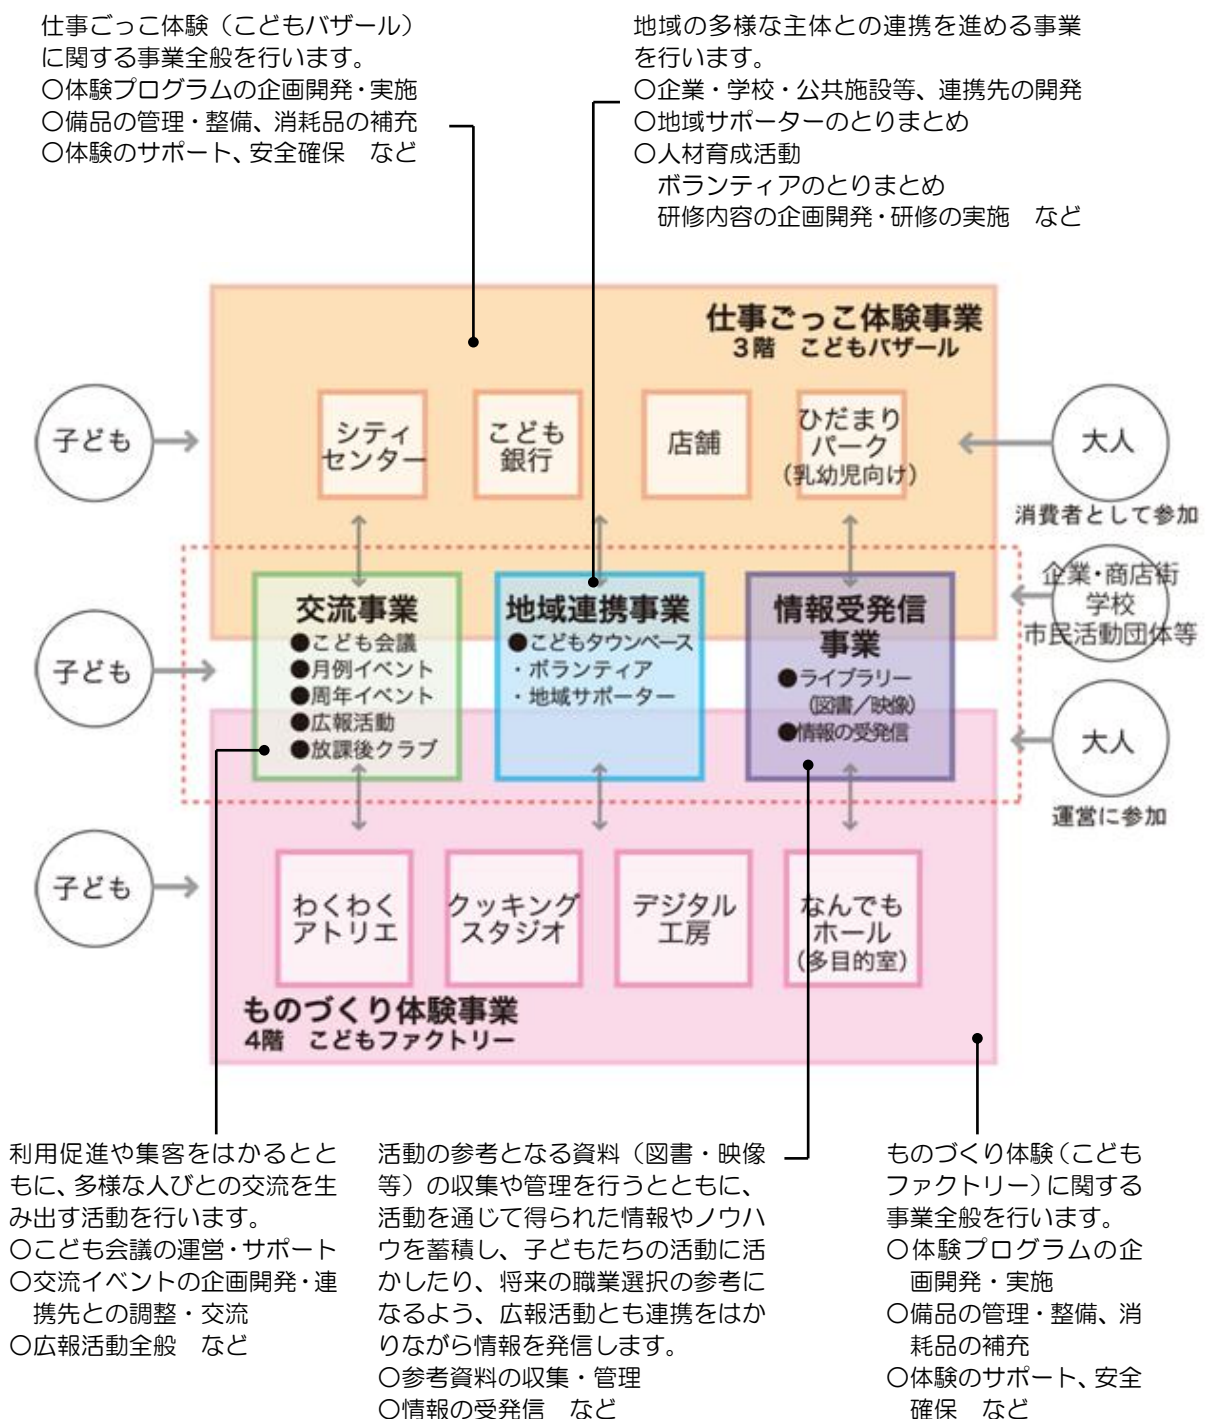 仕事ごっこ体験（こどもバザール）
に関する事業全般を行います。
〇体験プログラムの企画開発・実施
〇備品の管理・整備、消耗品の補充
〇体験のサポート、安全確保　など
地域の多様な主体との連携を進める事業
を行います。
〇企業・学校・公共施設等、連携先の開発
〇地域サポーターのとりまとめ
〇人材育成活動
ボランティアのとりまとめ
研修内容の企画開発・研修の実施　など
仕事ごっこ体験事業
3階　こどもバザール
子ども
シティ
センター
こども
銀行
店舗
ひだまり
パーク
（乳幼児向け）
大人
消費者として参加
子ども
交流事業
●こども会議
●月例イベント
●周年イベント
●広報活動
●放課後クラブ
地域連携事業
●こどもタウンベース
・ボランティア
・地域サポーター
情報受発信
事業
●ライブラリー
（図書／映像）
●情報の受発信
企業・商店街
学校
市民活動団体等
大人
運営に参加
子ども
わくわく
アトリエ
クッキング
スタジオ
デジタル
工房
なんでも
ホール
（多目的室）
ものづくり体験事業
4階　こどもファクトリー
利用促進や集客をはかるとと
もに、多様な人びとの交流を生
み出す活動を行います。
〇こども会議の運営・サポート
〇交流イベントの企画開発・連
携先との調整・交流
〇広報活動全般　など
活動の参考となる資料（図書・映像
等）の収集や管理を行うとともに、
活動を通じて得られた情報やノウハ
ウを蓄積し、子どもたちの活動に活
かしたり、将来の職業選択の参考に
なるよう、広報活動とも連携をはか
りながら情報を発信します。
〇参考資料の収集・管理
〇情報の受発信　など
ものづくり体験（こども
ファクトリー）に関する
事業全般を行います。
〇体験プログラムの企
画開発・実施
〇備品の管理・整備、消
耗品の補充
〇体験のサポート、安全
確保　など